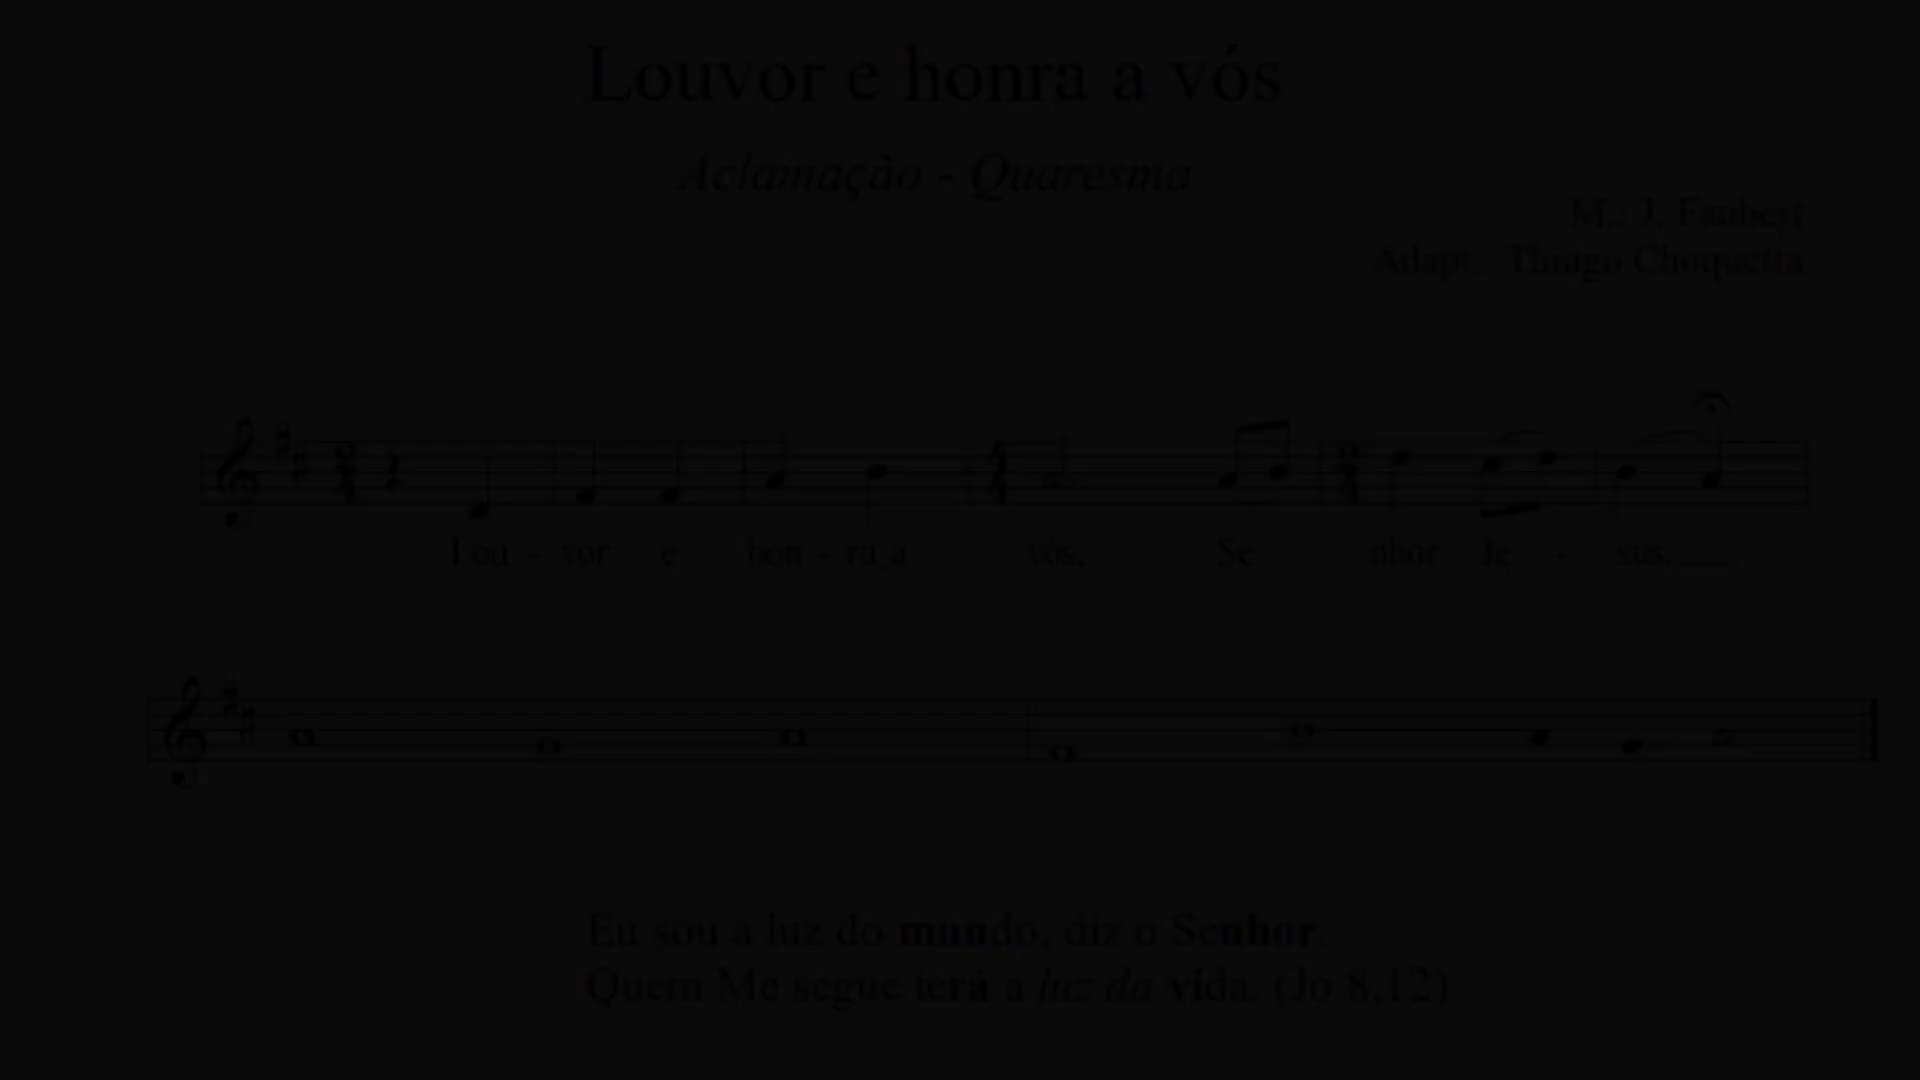 Louvor e honra a vós
Aclamação - Quaresma
M.: J. Faubert
Adapt.: Thiago Choquetta
Lou - vor e hon - ra a vós, Se - nhor Je - sus.
Eu sou a luz do mundo, diz o Senhor.
Quem Me segue terá a luz da vida. (Jo 8,12)